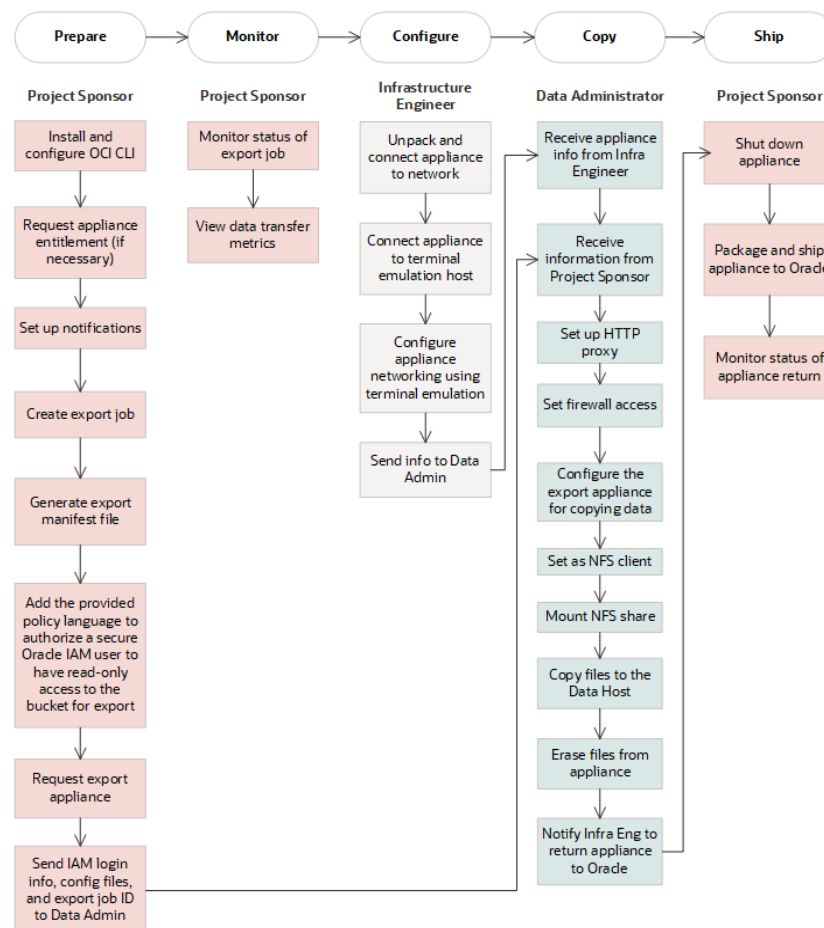 Prepare
Monitor
Configure
Copy
Ship
Project Sponsor
Install and
configure OCI CLI
Request appliance
entitlement (if
necessary)
Set up notifications
Create export job
Generate export
manifest file
Add the provided
policy language to
authorize a secure
Oracle IAM user to
have read-only
access to the
bucket for export
Request export
appliance
Send IAM login
info, config files,
and export job ID
to Data Admin
Project Sponsor
Monitor status of
export job
View data transfer
metrics
Infrastructure
Engineer
Unpack and
connect appliance
to network
Connect appliance
to terminal
emulation host
Configure
appliance
networking using
terminal emulation
Send info to Data
Admin
Data Administrator
Receive appliance
info from Infra
Engineer
Receive
information from
Project Sponsor
Set up HTTP
proxy
Set firewall access
Configure the
export appliance
for copying data
Set as NFS client
Mount NFS share
Copy files to the
Data Host
Erase files from
appliance
Notify Infra Eng to
return appliance
to Oracle
Project Sponsor
Shut down
appliance
Package and ship
appliance to Oracle
Monitor status of
appliance return